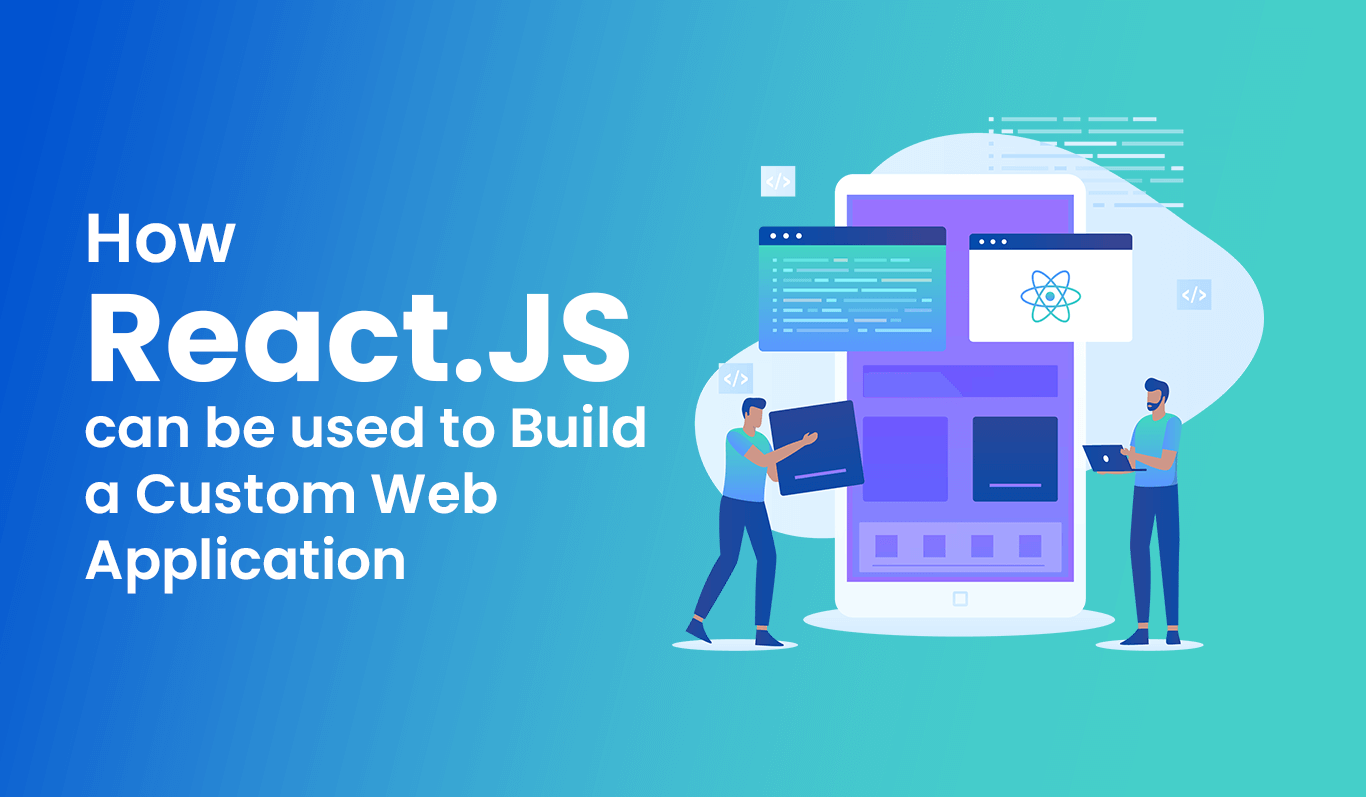 How
React.JS
can be used to Build
a Custom Web
Application
</>
</>
</>